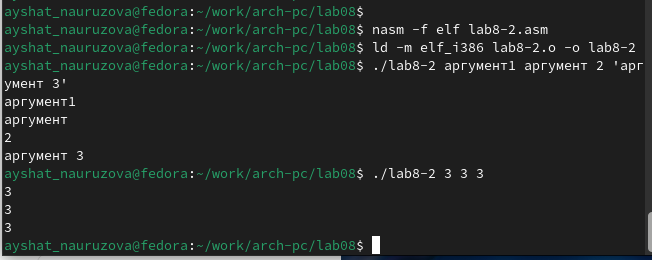 ayshat_nauruzova@fedora:~/work/arch-pc/lab08$
ayshat_nauruzova@fedora:~/work/arch-pc/lab08$ nasm -f elf lab8-2.asm
ayshat_nauruzova@fedora:~/work/arch-pc/lab08$ ld -m elf_i386 lab8-2.o -o lab8-2
ayshat_nauruzova@fedora:~/work/arch-pc/lab08$ ./lab8-2 аргумент1 аргумент 2 'арг
умент 3'
аргумент1
аргумент
2
аргумент 3
ayshat_nauruzova@fedora:~/work/arch-pc/lab08$ ./lab8-2 3 3 3
3
3
3
ayshat_nauruzova@fedora:~/work/arch-pc/lab08$